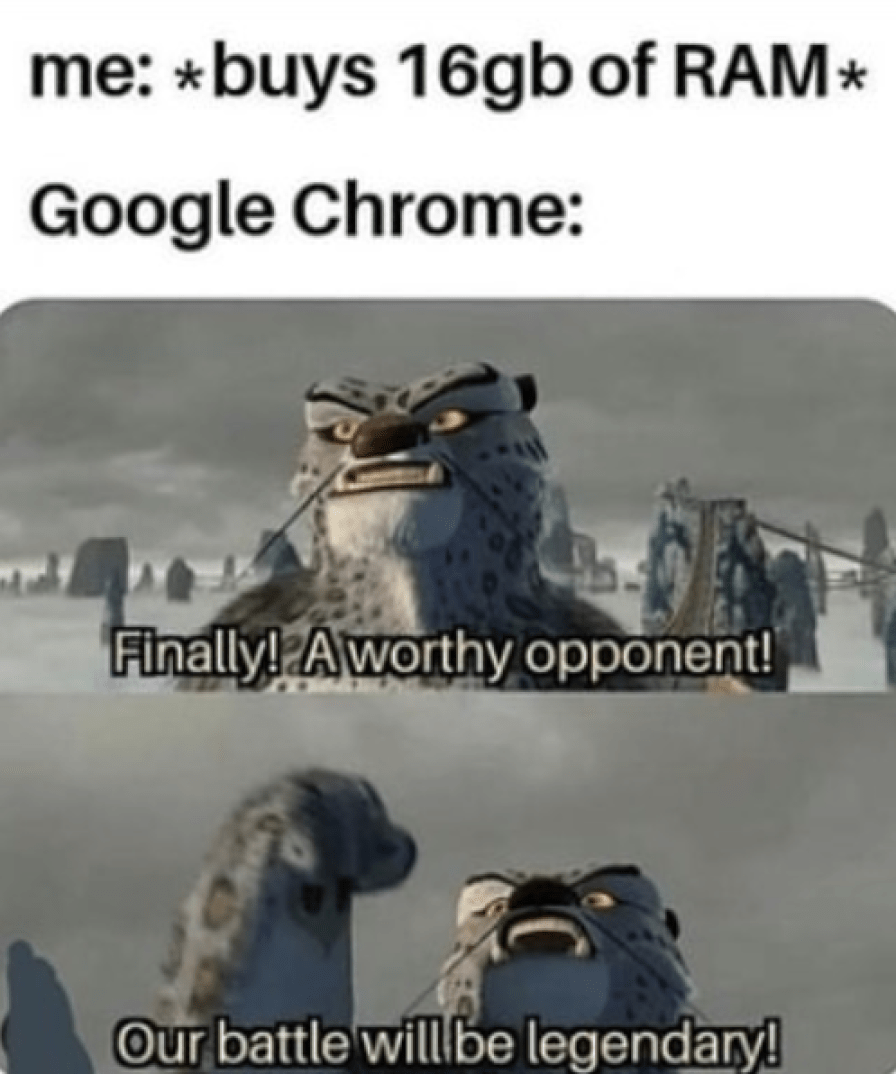 me: *buys 16gb of RAM*
Google Chrome:
Finally! A worthy opponent!
Our battle will be legendary!